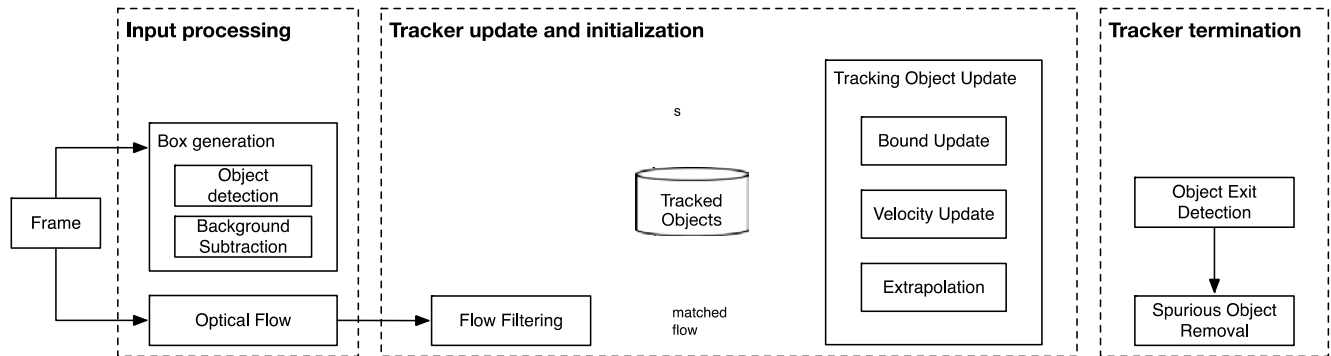 Input processing
Tracker update and initialization
Tracker termination
Frame
Box generation
Object
detection
Background
Subtraction
Optical Flow
Flow Filtering
s
Tracked
Objects
matched
flow
Tracking Object Update
Bound Update
Velocity Update
Extrapolation
Object Exit
Detection
Spurious Object
Removal